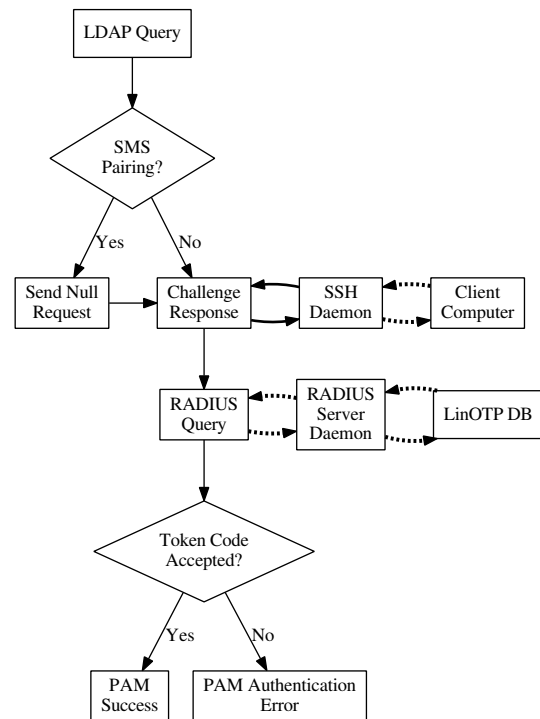 LDAP Query
SMS
Pairing?
Yes
No
Send Null
Request
Challenge
Response
SSH
Daemon
Client
Computer
RADIUS
Query
RADIUS
Server
Daemon
LinOTP DB
Token Code
Accepted?
Yes
No
PAM
Success
PAM Authentication
Error